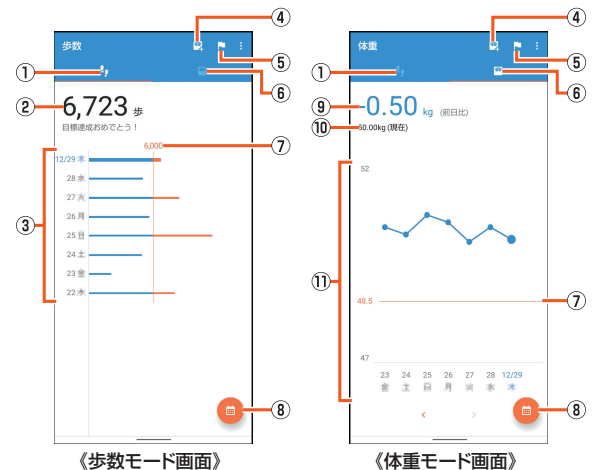 ④
⑤
⑥
① 
歩数
② 6,723 歩
目標達成おめでとう！
6,000
⑦
③
12/29 木
28 水
27 火
26 月
25 日
24 土
23 金
22 木
⑧
《歩数モード画面》
④
⑤
⑥
①
体重
⑨ -0.50 kg (前日比)
⑩ 50.00kg (現在)
⑪
52
48.5
⑦
47
23 24 25 26 27 28 12/29
金 土 日 月 火 水 木
⑧
《体重モード画面》